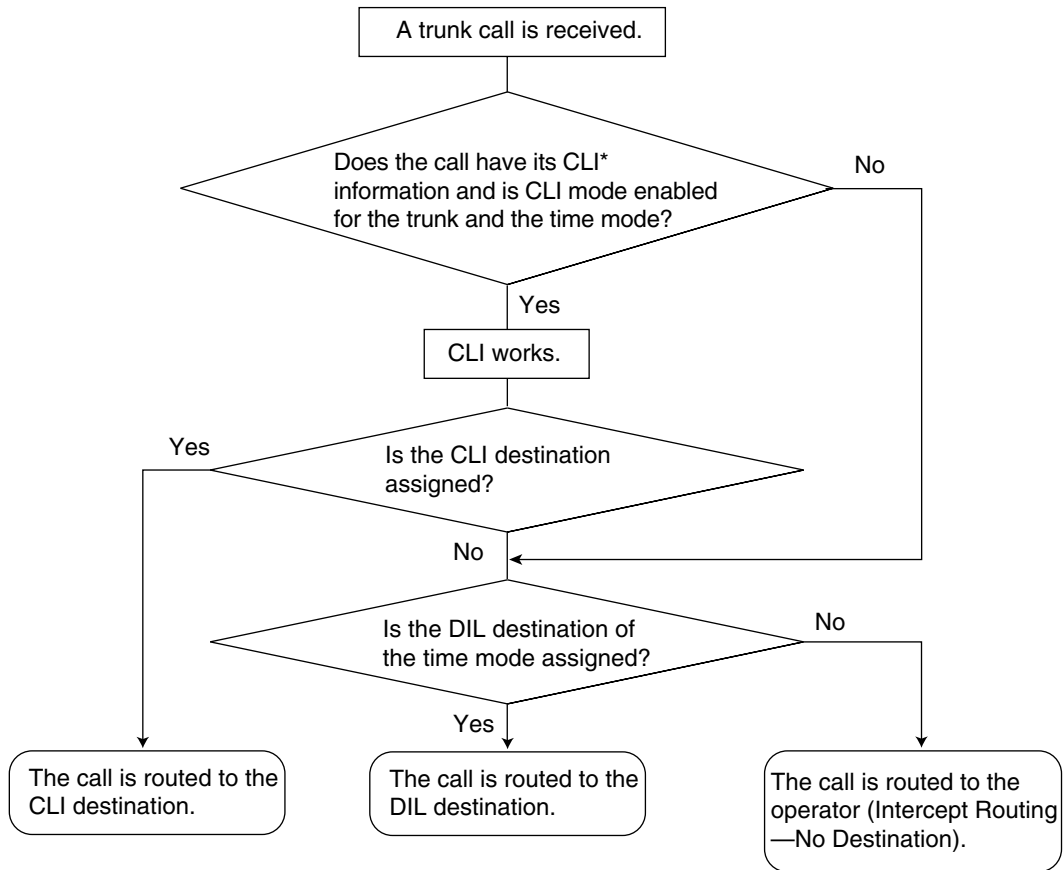 A trunk call is received.
Does the call have its CLI*
information and is CLI mode enabled
for the trunk and the time mode?
No
Yes
CLI works.
Yes
Is the CLI destination
assigned?
No
Is the DIL destination of
the time mode assigned?
No
Yes
The call is routed to the
CLI destination.
The call is routed to the
DIL destination.
The call is routed to the
operator (Intercept Routing
—No Destination).